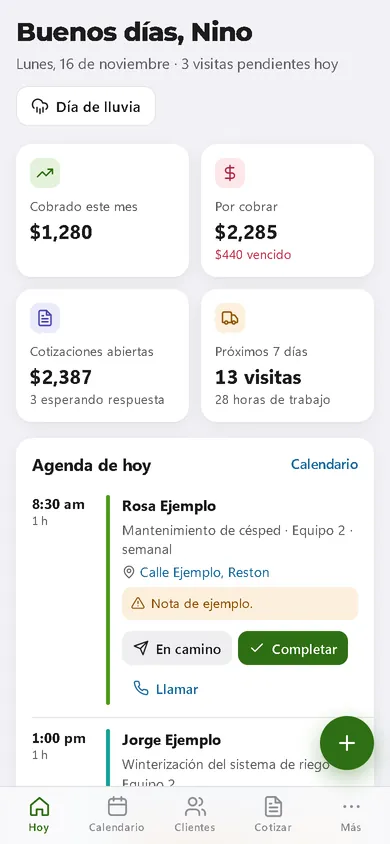 Buenos días, Nino
Lunes, 16 de noviembre · 3 visitas pendientes hoy
Día de lluvia
Cobrado este mes
$1,280
Por cobrar
$2,285
$440 vencido
Cotizaciones abiertas
$2,387
3 esperando respuesta
Próximos 7 días
13 visitas
28 horas de trabajo
Agenda de hoy
Calendario
8:30 am
1 h
Rosa Ejemplo
Mantenimiento de césped · Equipo 2 ·
semanal
Calle Ejemplo, Reston
Nota de ejemplo.
En camino
Completar
Llamar
1:00 pm
1 h
Jorge Ejemplo
Winterización del sistema de riego
Equipo 2
Hoy
Calendario
Clientes
Cotizar
Más